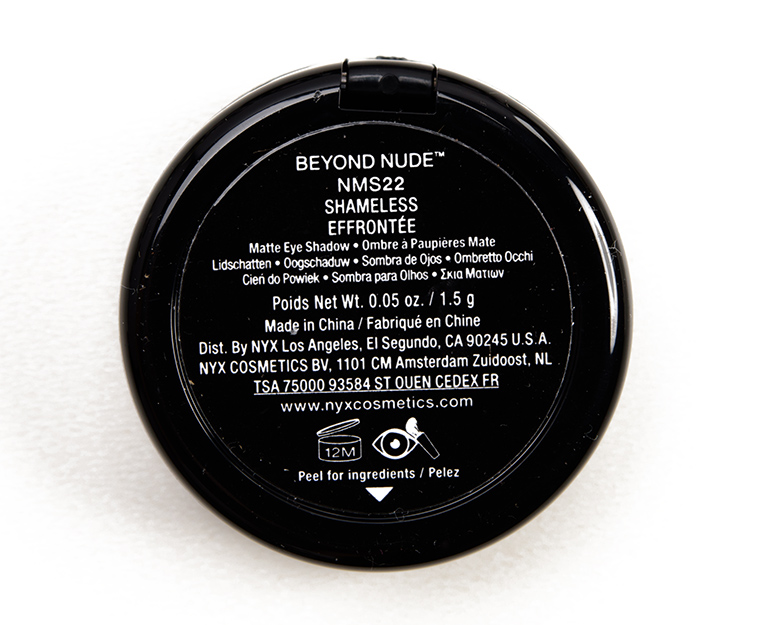 BEYOND NUDE™
NMS22
SHAMELESS
EFFRONTÉE
Matte Eye Shadow • Ombre à Paupières Mate
Lidschatten • Oogschaduw • Sombra de Ojos • Ombretto Occhi
Cień do Powiek • Sombra para Olhos • Σκια Ματιων
Poids Net Wt. 0.05 oz. / 1.5 g
Made in China / Fabriqué en Chine
Dist. By NYX Los Angeles, El Segundo, CA 90245 U.S.A.
NYX COSMETICS BV, 1101 CM Amsterdam Zuidoost, NL
TSA 75000 93584 ST OUEN CEDEX FR
www.nyxcosmetics.com
12M
Peel for ingredients / Pelez